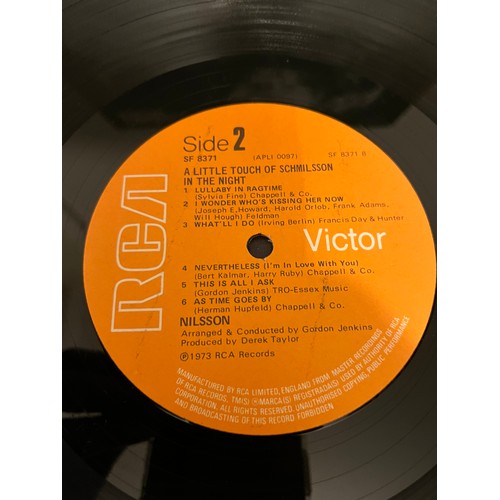 Side 2
SF 8371 (APLI 0097) SF 8371 B
A LITTLE TOUCH OF SCHMILSSON
IN THE NIGHT
1. LULLABY IN RAGTIME
(Sylvia Fine) Chappell & Co.
2. I WONDER WHO'S KISSING HER NOW
(Joseph E. Howard, Harold Orlob, Frank Adams,
Will Hough) Feldman
3. WHAT'LL I DO (Irving Berlin) Francis Day & Hunter
RCA
Victor
4 NEVERTHELESS (I'm In Love With You)
(Bert Kalmar, Harry Ruby) Chappell & Co.
5 THIS IS ALL I ASK
(Gordon Jenkins) TRO-Essex Music
6 AS TIME GOES BY
(Herman Hupfeld) Chappell & Co.
NILSSON
Arranged & Conducted by Gordon Jenkins
Produced by Derek Taylor
Ⓟ1973 RCA Records
MANUFACTURED BY RCA LIMITED, ENGLAND FROM MASTER RECORDINGS
OF RCA RECORDS, TM(S) ® MARCA(S) REGISTRADA(S) USED BY AUTHORITY OF RCA
CORPORATION. ALL RIGHTS RESERVED. UNAUTHORISED COPYING, PUBLIC PERFORMANCE
AND BROADCASTING OF THIS RECORD FORBIDDEN